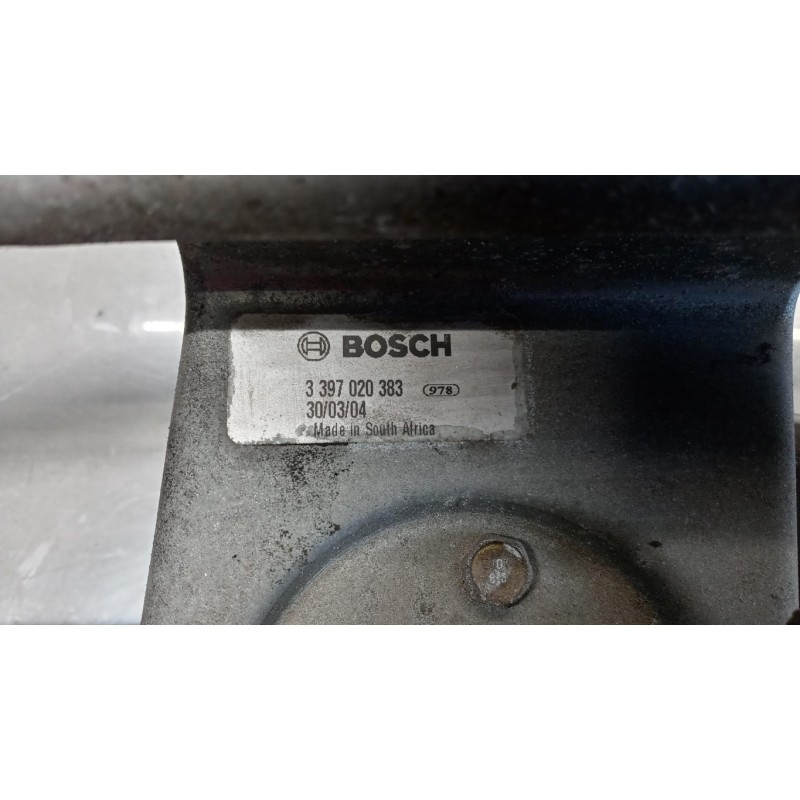 BOSCH
3 397 020 383 978
30/03/04
Made in South Africa